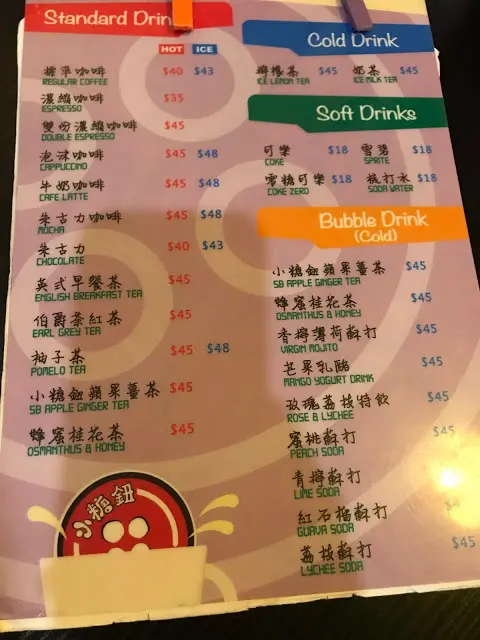 Standard Drin
HOT ICE
標準咖啡 $40 $43
REGULAR COFFEE
濃縮咖啡 $35
ESPRESSO
雙份濃縮咖啡 $45
DOUBLE ESPRESSO
泡沫咖啡 $45 $48
CAPPUCCINO
牛奶咖啡 $45 $48
CAFE LATTE
朱古力咖啡 $45 $48
MOCHA
朱古力 $40 $43
CHOCOLATE
英式早餐茶 $45
ENGLISH BREAKFAST TEA
伯爵茶紅茶 $45
EARL GREY TEA
柚子茶 $45 $48
POMELO TEA
小糖鈕蘋果薑茶 $45
SB APPLE GINGER TEA
蜂蜜桂花茶 $45
OSMANTHUS & HONEY
小糖鈕
Cold Drink
檸檬茶 $45 奶茶 $45
ICE LEMON TEA ICE MILK TEA
Soft Drinks
可樂 $18 雪碧 $18
COKE SPRITE
零糖可樂 $18 梳打水 $18
COKE ZERO SODA WATER
Bubble Drink
(Cold)
小糖鈕蘋果薑茶 $45
SB APPLE GINGER TEA
蜂蜜桂花茶 $45
OSMANTHUS & HONEY
香檸薄荷蘇打 $45
VIRGIN MOJITO
芒果乳酪 $45
MANGO YOGURT DRINK
玫瑰荔枝特飲 $45
ROSE & LYCHEE
蜜桃蘇打 $45
PEACH SODA
青檸蘇打
LIME SODA
紅石榴蘇打
GUAVA SODA
荔枝蘇打 $45
LYCHEE SODA